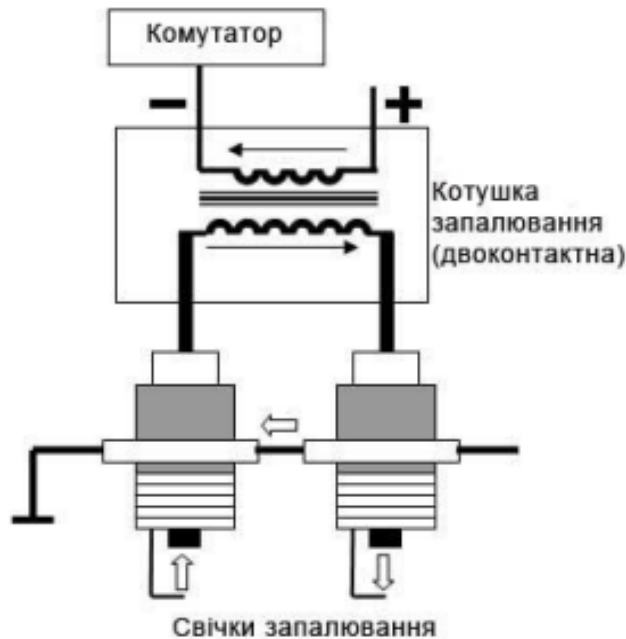 Комутатор
− +
Котушка
запалювання
(двоконтактна)
Свічки запалювання